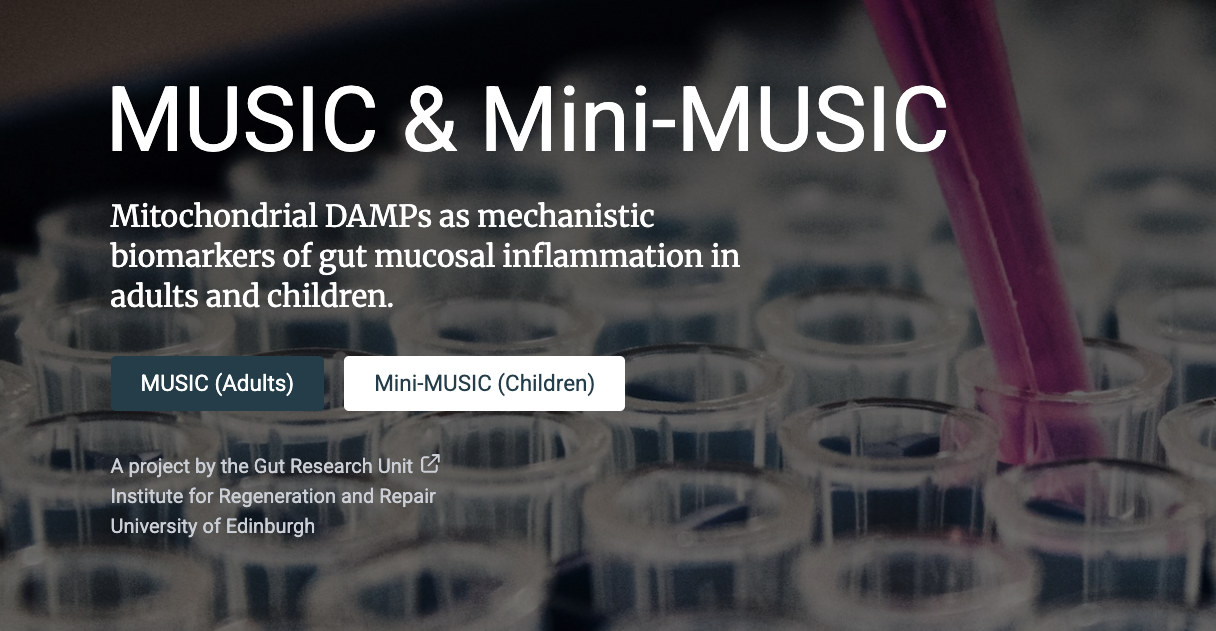 MUSIC & Mini-MUSIC
Mitochondrial DAMPs as mechanistic
biomarkers of gut mucosal inflammation in
adults and children.
MUSIC (Adults)
Mini-MUSIC (Children)
A project by the Gut Research Unit
Institute for Regeneration and Repair
University of Edinburgh